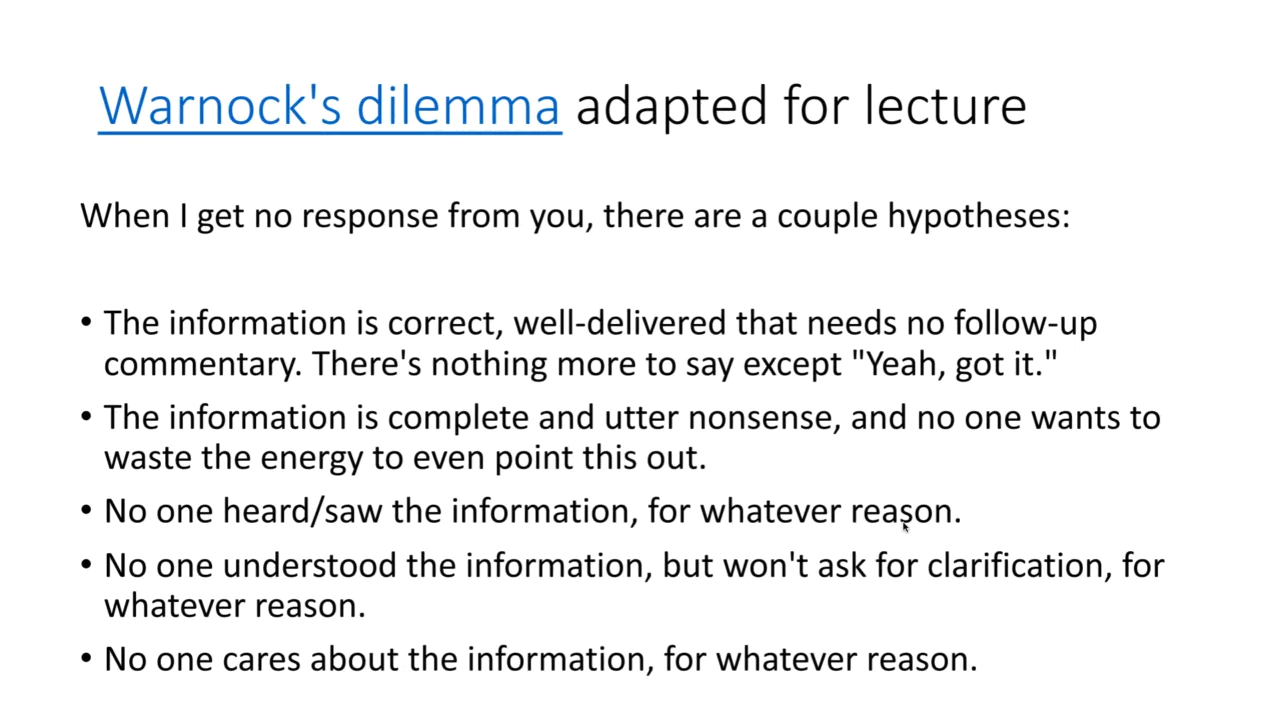 Warnock's dilemma adapted for lecture
When I get no response from you, there are a couple hypotheses:
• The information is correct, well-delivered that needs no follow-up
commentary. There's nothing more to say except "Yeah, got it."
• The information is complete and utter nonsense, and no one wants to
waste the energy to even point this out.
• No one heard/saw the information, for whatever reason.
• No one understood the information, but won't ask for clarification, for
whatever reason.
• No one cares about the information, for whatever reason.